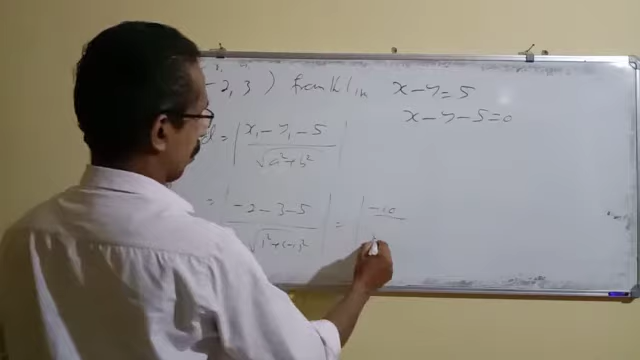 -2, 3) from the line x - y = 5
x - y - 5 = 0
d = | x₁ - y₁ - 5 / √a² + b² |
= | -2 - 3 - 5 / √1² + (-1)² | = | -10